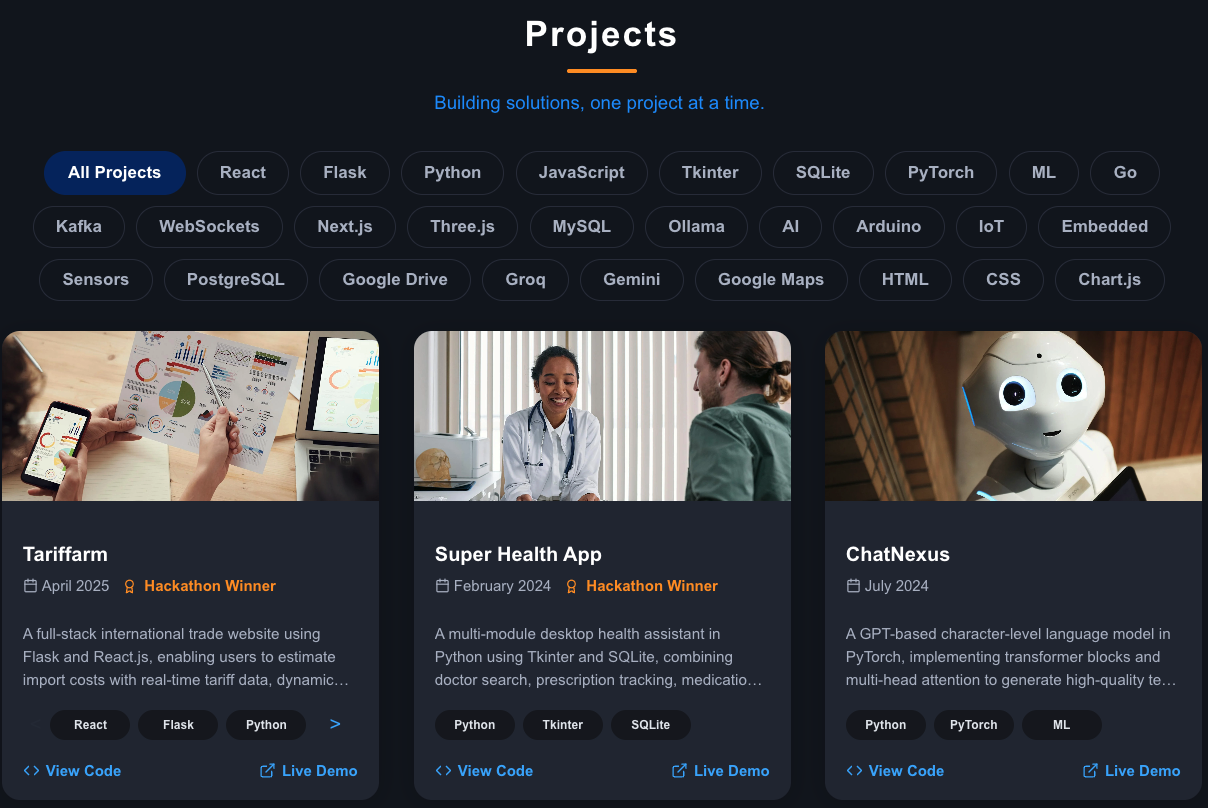 Projects
Building solutions, one project at a time.
All Projects React Flask Python JavaScript Tkinter SQLite PyTorch ML Go
Kafka WebSockets Next.js Three.js MySQL Ollama AI Arduino IoT Embedded
Sensors PostgreSQL Google Drive Groq Gemini Google Maps HTML CSS Chart.js
Tariffarm
April 2025 Hackathon Winner
A full-stack international trade website using
Flask and React.js, enabling users to estimate
import costs with real-time tariff data, dynamic…
React Flask Python >
View Code Live Demo
Super Health App
February 2024 Hackathon Winner
A multi-module desktop health assistant in
Python using Tkinter and SQLite, combining
doctor search, prescription tracking, medicatio…
Python Tkinter SQLite
View Code Live Demo
ChatNexus
July 2024
A GPT-based character-level language model in
PyTorch, implementing transformer blocks and
multi-head attention to generate high-quality te…
Python PyTorch ML
View Code Live Demo